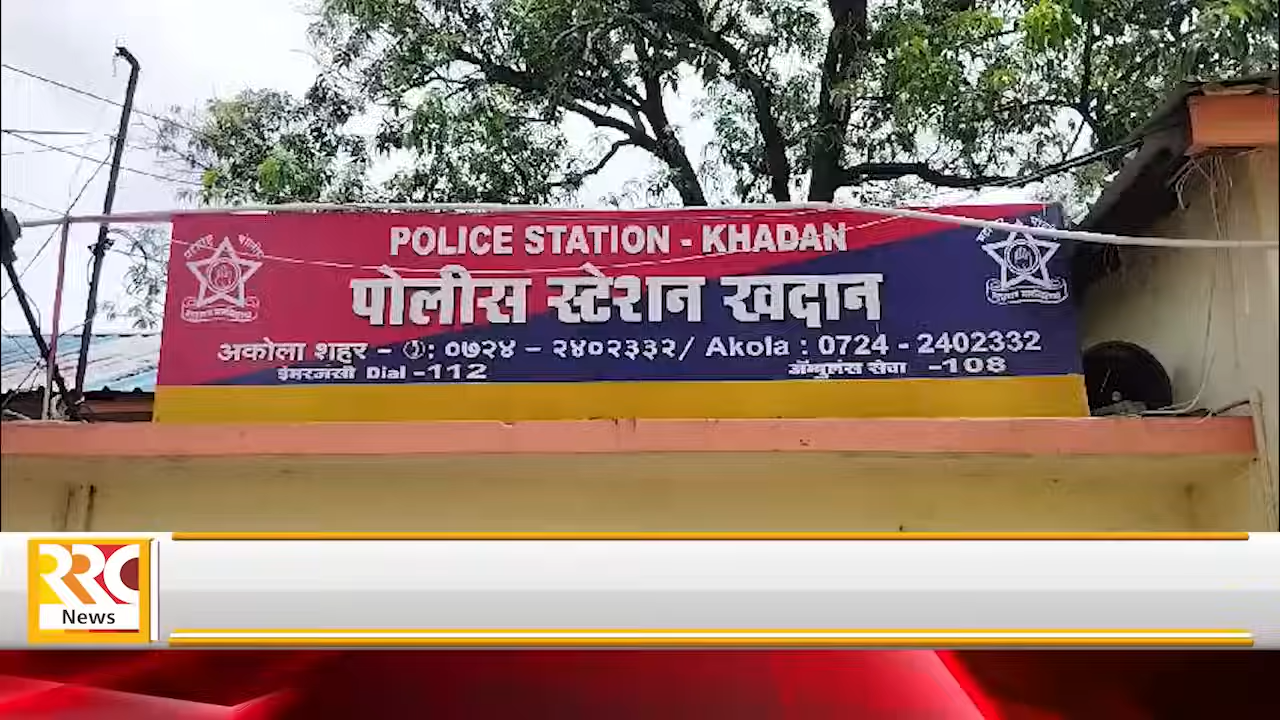 POLICE STATION - KHADAN
पोलीस स्टेशन खदान
अकोला शहर - ✆: ०७२४ - २४०२३३२/ Akola : 0724 - 2402332
ईमरजंसी Dial -112
ॲम्बुलस सेवा -108
RRC
News